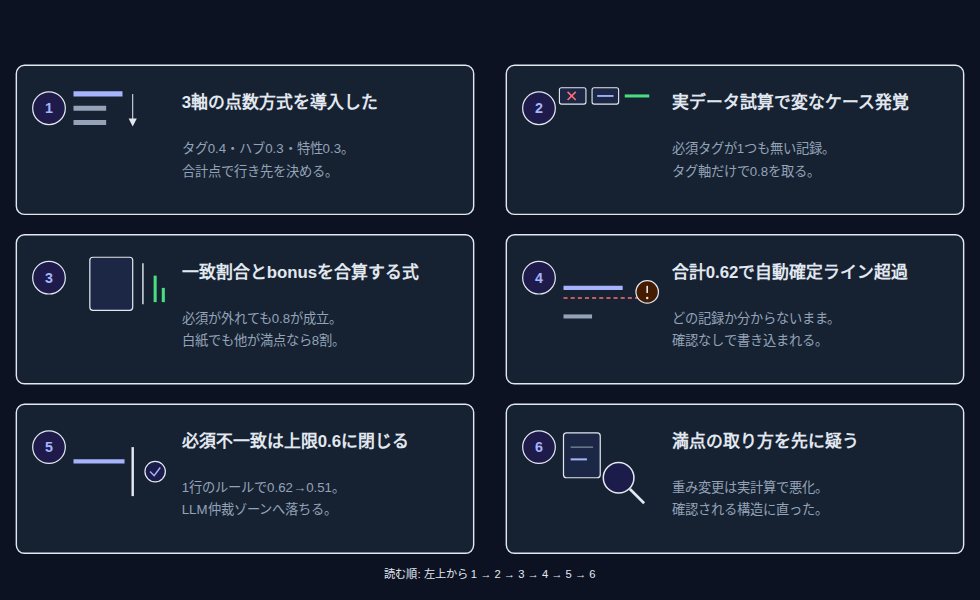 1
3軸の点数方式を導入した
タグ0.4・ハブ0.3・特性0.3。
合計点で行き先を決める。
2
実データ試算で変なケース発覚
必須タグが1つも無い記録。
タグ軸だけで0.8を取る。
3
一致割合とbonusを合算する式
必須が外れても0.8が成立。
白紙でも他が満点なら8割。
4
合計0.62で自動確定ライン超過
どの記録か分からないまま。
確認なしで書き込まれる。
5
必須不一致は上限0.6に閉じる
1行のルールで0.62→0.51。
LLM仲裁ゾーンへ落ちる。
6
満点の取り方を先に疑う
重み変更は実計算で悪化。
確認される構造に直った。
読む順: 左上から 1 → 2 → 3 → 4 → 5 → 6